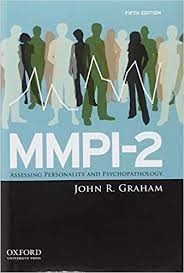 FIFTH EDITION
MMPI-2
ASSESSING PERSONALITY AND PSYCHOPATHOLOGY
JOHN R. GRAHAM
OXFORD
UNIVERSITY PRESS